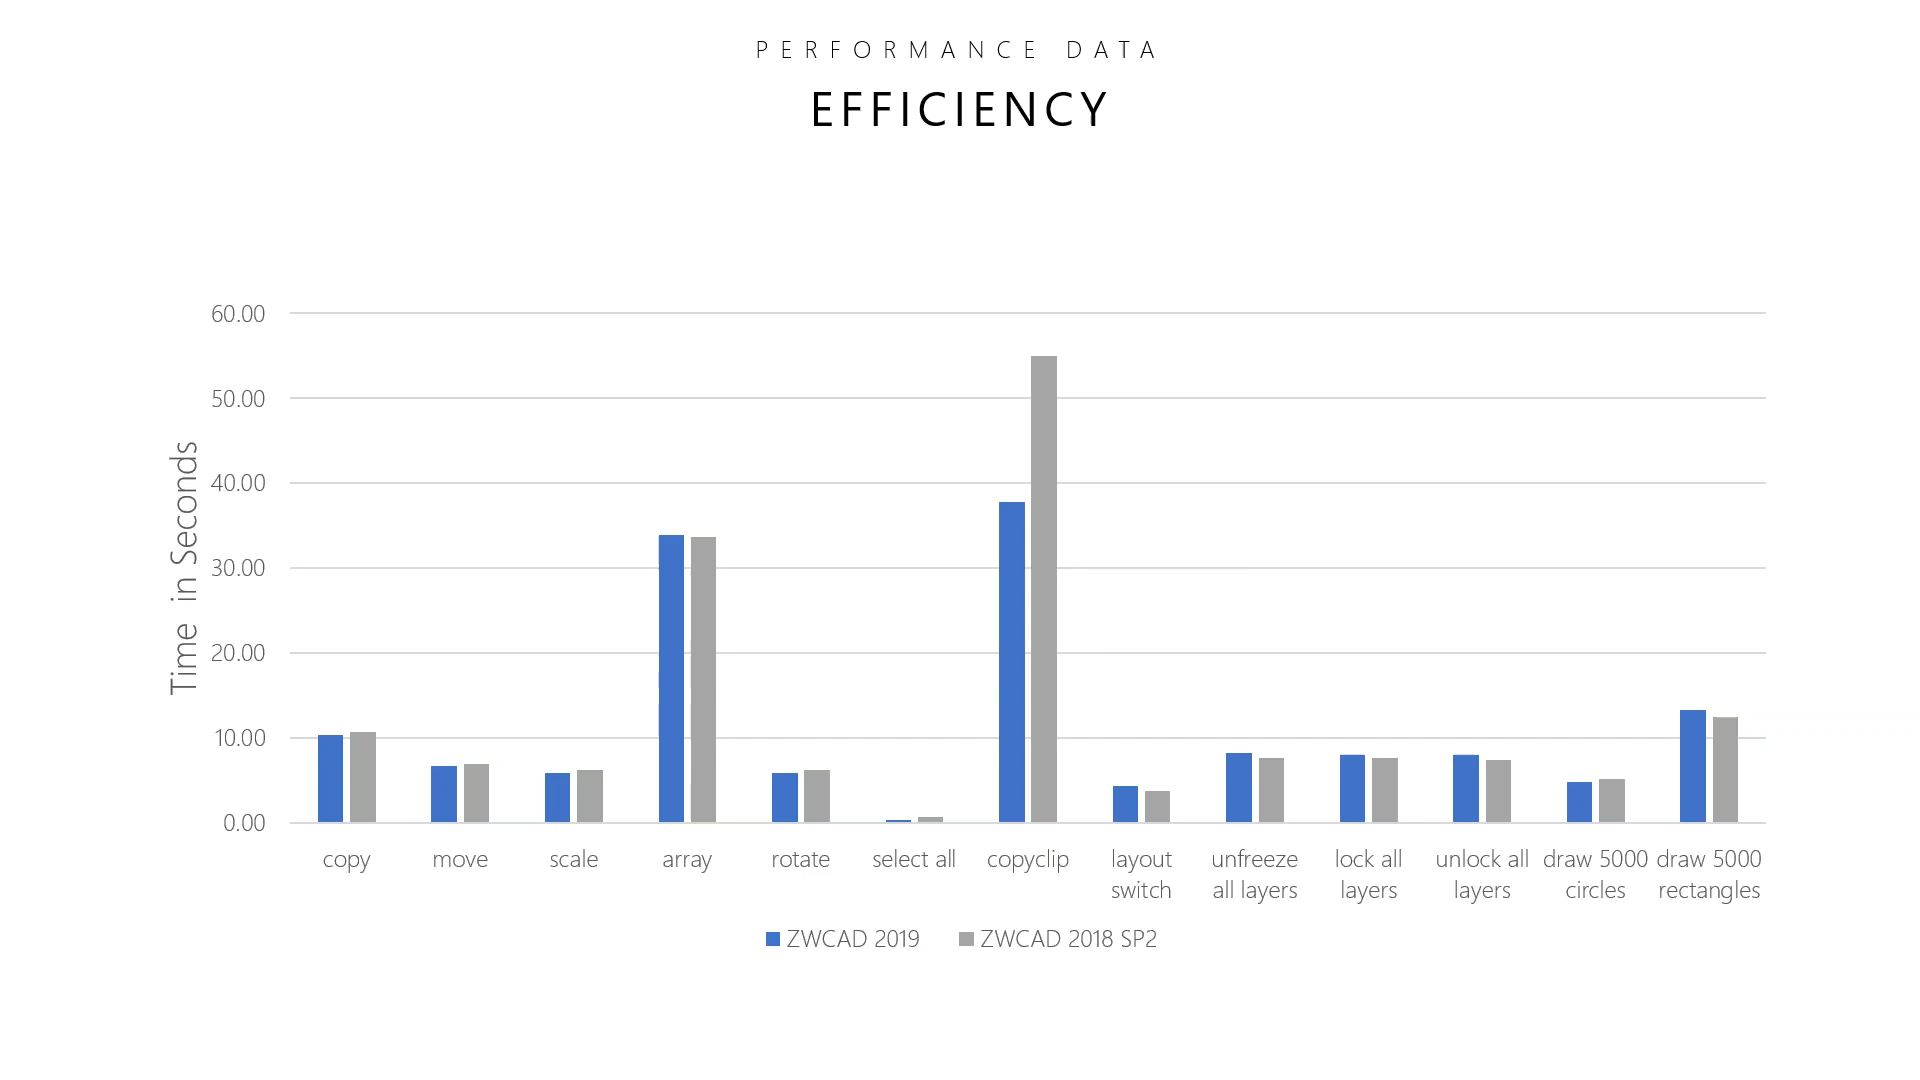 PERFORMANCE DATA
EFFICIENCY
Time in Seconds
60.00
50.00
40.00
30.00
20.00
10.00
0.00
copy
move
scale
array
rotate
select all
copyclip
layout
switch
unfreeze
all layers
lock all
layers
unlock all
layers
draw 5000
circles
draw 5000
rectangles
ZWCAD 2019
ZWCAD 2018 SP2